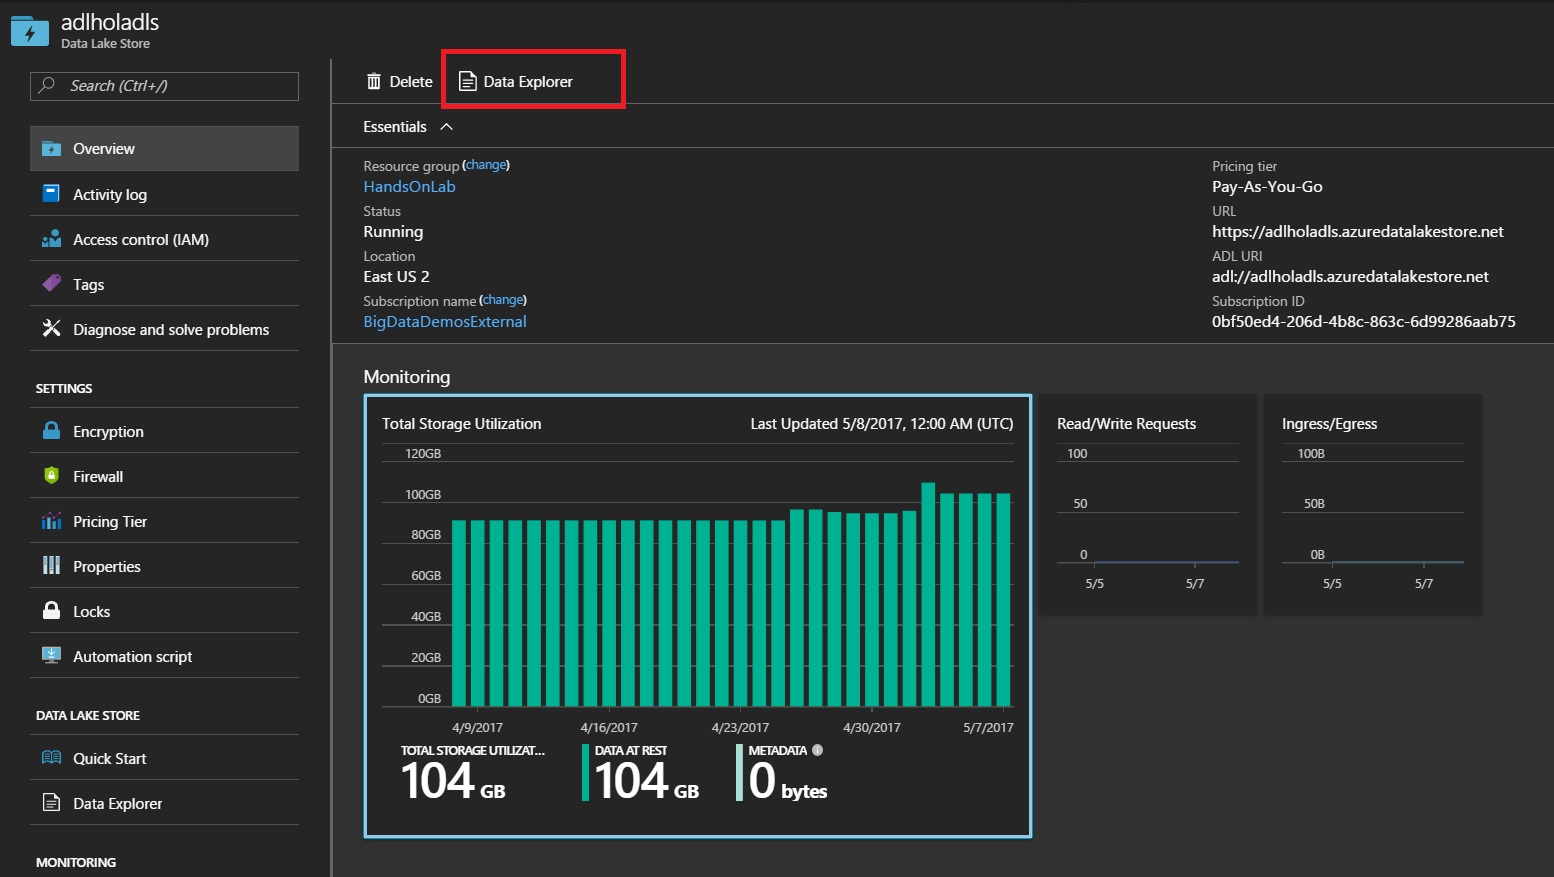 adlholadls
Data Lake Store
Search (Ctrl+/)
Overview
Activity log
Access control (IAM)
Tags
Diagnose and solve problems
SETTINGS
Encryption
Firewall
Pricing Tier
Properties
Locks
Automation script
DATA LAKE STORE
Quick Start
Data Explorer
MONITORING
Delete
Data Explorer
Essentials
Resource group (change)
HandsOnLab
Status
Running
Location
East US 2
Subscription name (change)
BigDataDemosExternal
Pricing tier
Pay-As-You-Go
URL
https://adlholadls.azuredatalakestore.net
ADL URI
adl://adlholadls.azuredatalakestore.net
Subscription ID
0bf50ed4-206d-4b8c-863c-6d99286aab75
Monitoring
Total Storage Utilization Last Updated 5/8/2017, 12:00 AM (UTC)
120GB
100GB
80GB
60GB
40GB
20GB
0GB
4/9/2017 4/16/2017 4/23/2017 4/30/2017 5/7/2017
TOTAL STORAGE UTILIZAT...
104 GB
DATA AT REST
104 GB
METADATA
0 bytes
Read/Write Requests
100
50
0
5/5 5/7
Ingress/Egress
100B
50B
0B
5/5 5/7